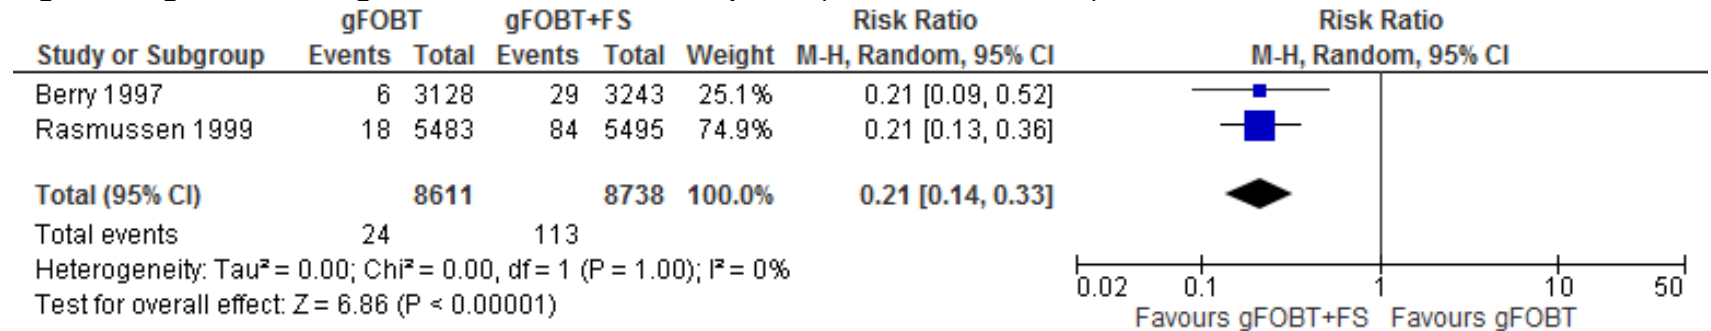 gFOBT gFOBT+FS Risk Ratio Risk Ratio
Study or Subgroup Events Total Events Total Weight M-H, Random, 95% CI M-H, Random, 95% CI
Berry 1997 6 3128 29 3243 25.1% 0.21 [0.09, 0.52]
Rasmussen 1999 18 5483 84 5495 74.9% 0.21 [0.13, 0.36]
Total (95% CI) 8611 8738 100.0% 0.21 [0.14, 0.33]
Total events 24 113
Heterogeneity: Tau² = 0.00; Chi² = 0.00, df = 1 (P = 1.00); I² = 0%
Test for overall effect: Z = 6.86 (P < 0.00001)
0.02 0.1 1 10 50
Favours gFOBT+FS Favours gFOBT